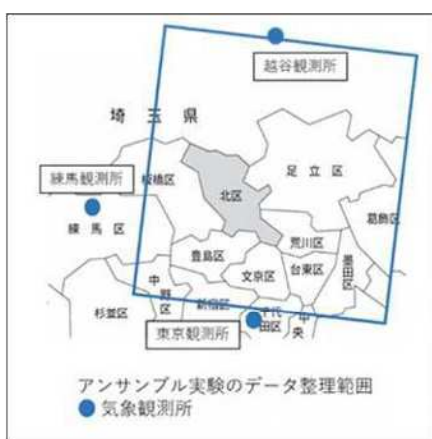 越谷観測所
埼玉県
練馬観測所
板橋区
北区
足立区
葛飾区
練馬区
豊島区
荒川区
文京区
台東区
墨田区
中野区
杉並区
新宿区
千代田区
中央
東京観測所
アンサンブル実験のデータ整理範囲
気象観測所